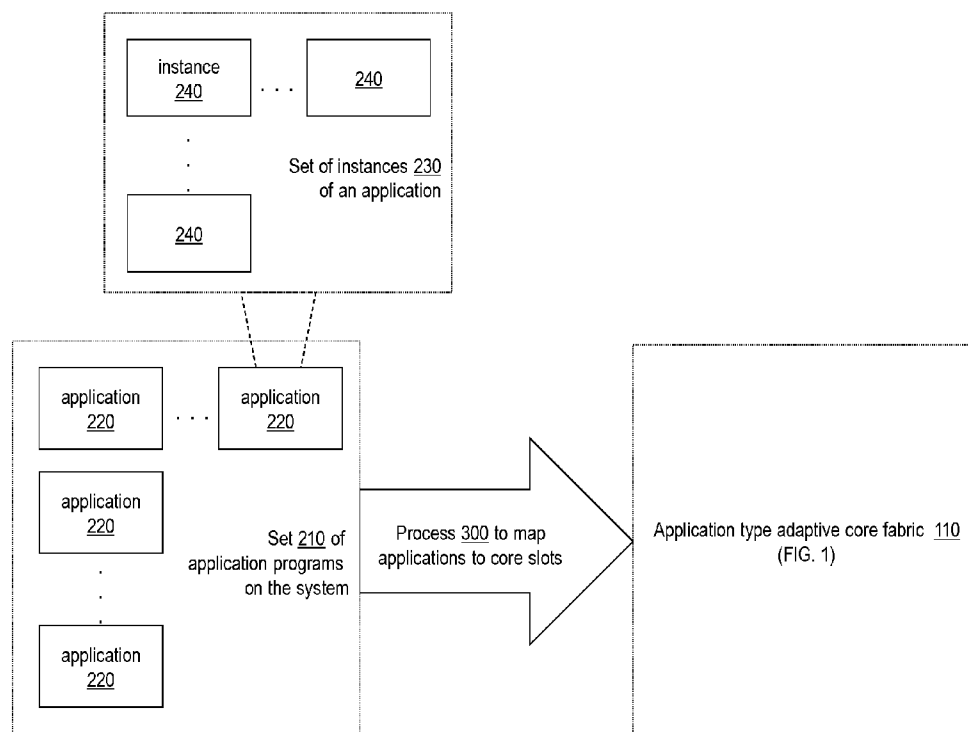 instance
240
. . .
240
Set of instances 230
of an application
240
application
220
. . .
application
220
application
220
Set 210 of
application programs
on the system
application
220
Process 300 to map
applications to core slots
Application type adaptive core fabric 110
(FIG. 1)